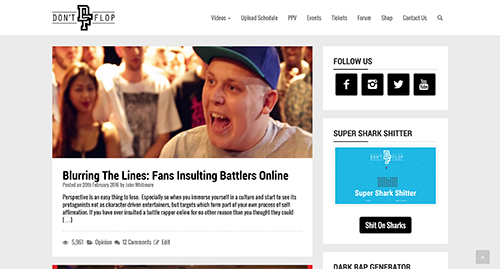 DON'T FLOP
Videos Upload Schedule PPV Events Tickets Forum Shop Contact Us
Blurring The Lines: Fans Insulting Battlers Online
Posted on 20th February 2016 by John Whitmore
Perspective is an easy thing to lose. Especially so when you immerse yourself in a culture and start to see its
protagonists not as character driven entertainers, but targets which form part of your own process of self-
affirmation. If you have ever insulted a battle rapper online for no other reason than you thought they could
[...]
5,961 Opinion 12 Comments Edit
FOLLOW US
You Tube
SUPER SHARK SHITTER
DON'T FLOP
Super Shark Shitter
Shit On Sharks
DARK RAP GENERATOR